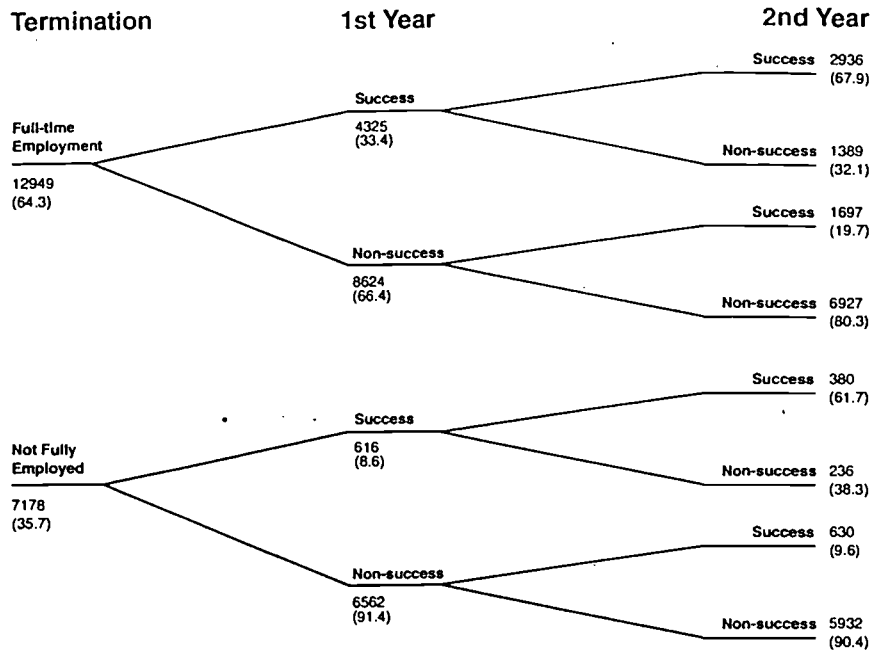 Termination 1st Year 2nd Year
Success 2936
(67.9)
Success
4325
(33.4)
Full-time
Employment
12949
(64.3)
Non-success 1389
(32.1)
Success 1697
(19.7)
Non-success
8624
(66.4)
Non-success 6927
(80.3)
Success 380
(61.7)
Success
616
(8.6)
Not Fully
Employed
7178
(35.7)
Non-success 236
(38.3)
Success 630
(9.6)
Non-success
6562
(91.4)
Non-success 5932
(90.4)